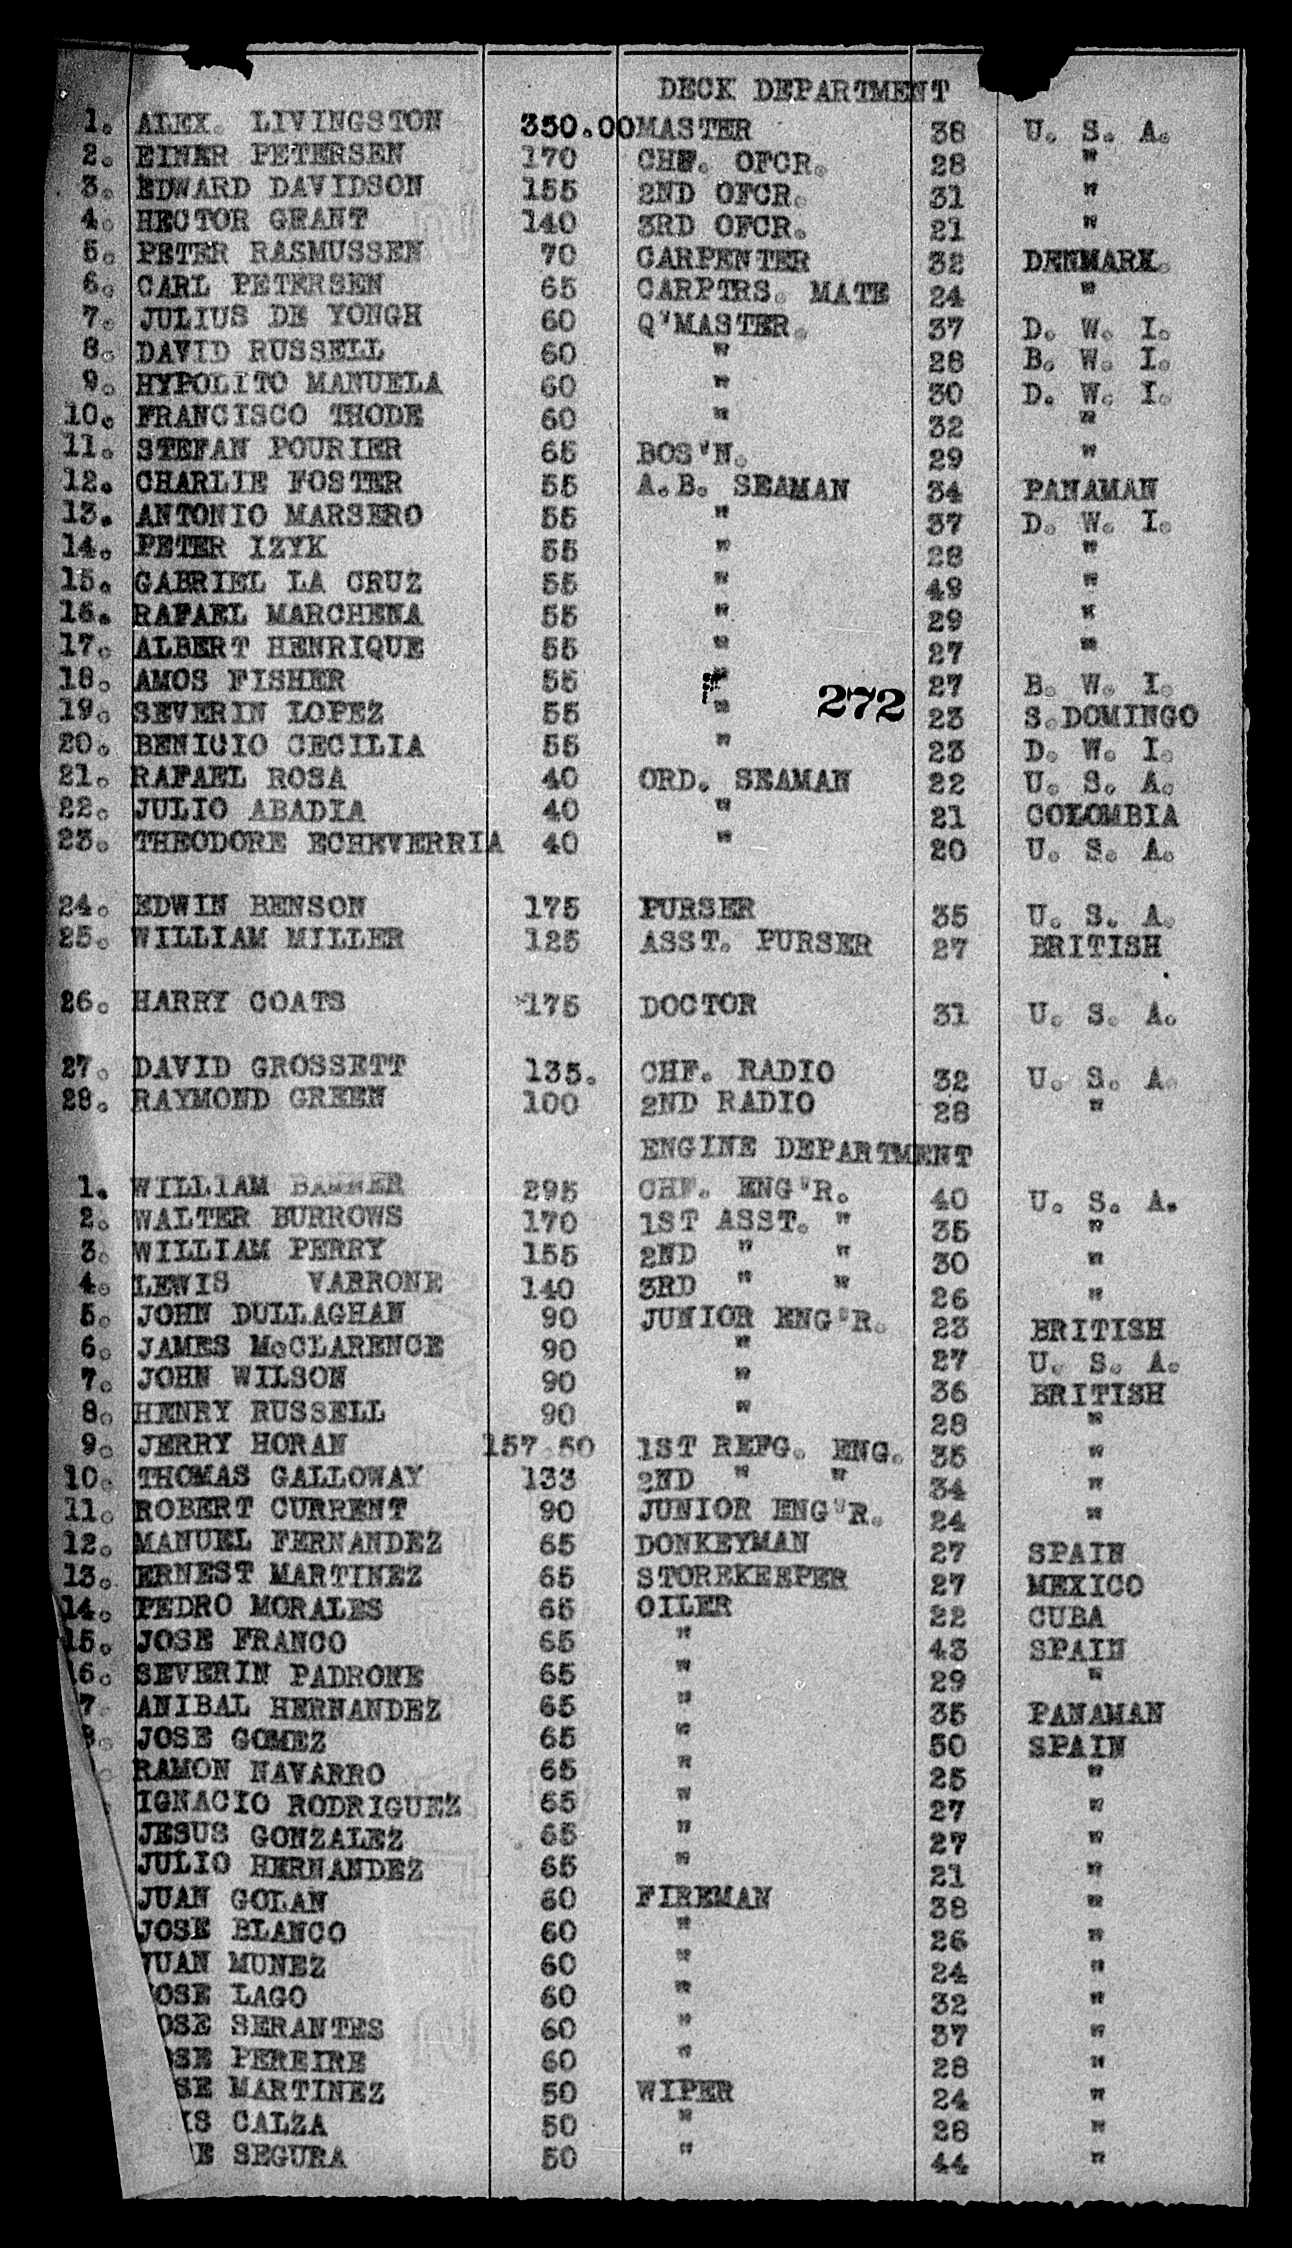 DECK DEPARTMENT
1. ALEX. LIVINGSTON 350.00 MASTER 38 U. S. A.
2. EINER PETERSEN 170 CHF. OFCR. 28 "
3. EDWARD DAVIDSON 155 2ND OFCR. 31 "
4. HECTOR GRANT 140 3RD OFCR. 21 "
5. PETER RASMUSSEN 70 CARPENTER 32 DENMARK.
6. CARL PETERSEN 65 CARPTRS. MATE 24 "
7. JULIUS DE YONGH 60 Q'MASTER. 37 D. W. I.
8. DAVID RUSSELL 60 " 28 B. W. I.
9. HYPOLITO MANUELA 60 " 30 D. W. I.
10. FRANCISCO THODE 60 " 32 "
11. STEFAN POURIER 65 BOS'N. 29 "
12. CHARLIE FOSTER 55 A.B. SEAMAN 34 PANAMAN
13. ANTONIO MARSERO 55 " 37 D. W. I.
14. PETER IZYK 55 " 28 "
15. GABRIEL LA CRUZ 55 " 49 "
16. RAFAEL MARCHENA 55 " 29 "
17. ALBERT HENRIQUE 55 " 27 "
18. AMOS FISHER 55 " 27 B. W. I.
272
19. SEVERIN LOPEZ 55 " 23 S.DOMINGO
20. BENICIO CECILIA 55 " 23 D. W. I.
21. RAFAEL ROSA 40 ORD. SEAMAN 22 U. S. A.
22. JULIO ABADIA 40 " 21 COLOMBIA
23. THEODORE ECHEVERRIA 40 " 20 U. S. A.
24. EDWIN BENSON 175 PURSER 35 U. S. A.
25. WILLIAM MILLER 125 ASST. PURSER 27 BRITISH
26. HARRY COATS 175 DOCTOR 31 U. S. A.
27. DAVID GROSSETT 135. CHF. RADIO 32 U. S. A.
28. RAYMOND GREEN 100 2ND RADIO 28 "
ENGINE DEPARTMENT
1. WILLIAM 295 CHF. ENG'R. 40 U. S. A.
2. WALTER BURROWS 170 1ST ASST. " 35 "
3. WILLIAM PERRY 155 2ND " " 30 "
4. LEWIS VARRONE 140 3RD " " 26 "
5. JOHN DULLAGHAN 90 JUNIOR ENG'R. 23 BRITISH
6. JAMES McCLARENCE 90 " 27 U. S. A.
7. JOHN WILSON 90 " 36 BRITISH
8. HENRY RUSSELL 90 " 28 "
9. JERRY HORAN 157.50 1ST REFG. ENG. 35 "
10. THOMAS GALLOWAY 133 2ND " " 34 "
11. ROBERT CURRENT 90 JUNIOR ENG'R. 24 "
12. MANUEL FERNANDEZ 65 DONKEYMAN 27 SPAIN
13. ERNEST MARTINEZ 65 STOREKEEPER 27 MEXICO
14. PEDRO MORALES 65 OILER 22 CUBA
15. JOSE FRANCO 65 " 43 SPAIN
6. SEVERIN PADRONE 65 " 29 "
7. ANIBAL HERNANDEZ 65 " 35 PANAMAN
8. JOSE GOMEZ 65 " 50 SPAIN
RAMON NAVARRO 65 " 25 "
IGNACIO RODRIGUEZ 65 " 27 "
JESUS GONZALEZ 65 " 27 "
JULIO HERNANDEZ 65 " 21 "
JUAN GOLAN 60 FIREMAN 38 "
JOSE BLANCO 60 " 26 "
JUAN MUNEZ 60 " 24 "
OSE LAGO 60 " 32 "
OSE SERANTES 60 " 37 "
SE PEREIRE 60 " 28 "
SE MARTINEZ 50 WIPER 24 "
IS CALZA 50 " 28 "
E SEGURA 50 " 44 "